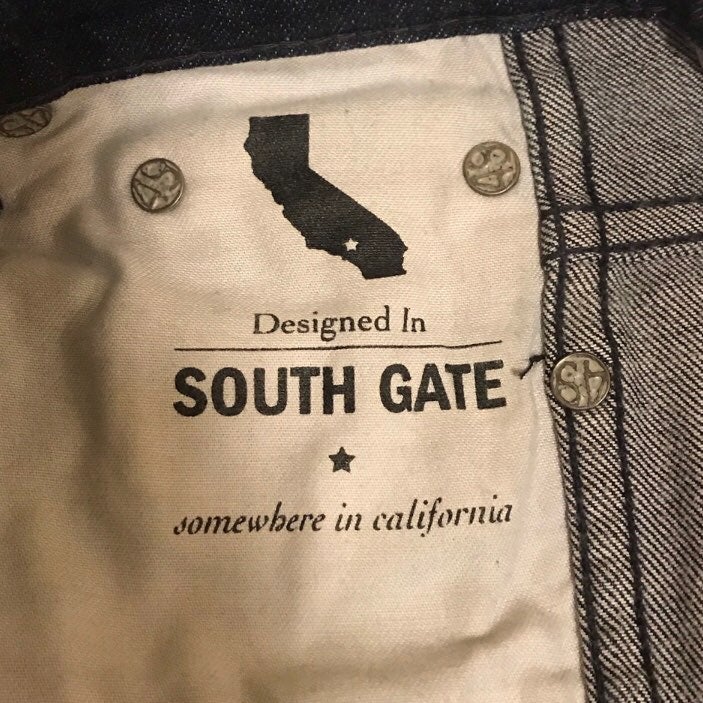 Designed In
SOUTH GATE
somewhere in california